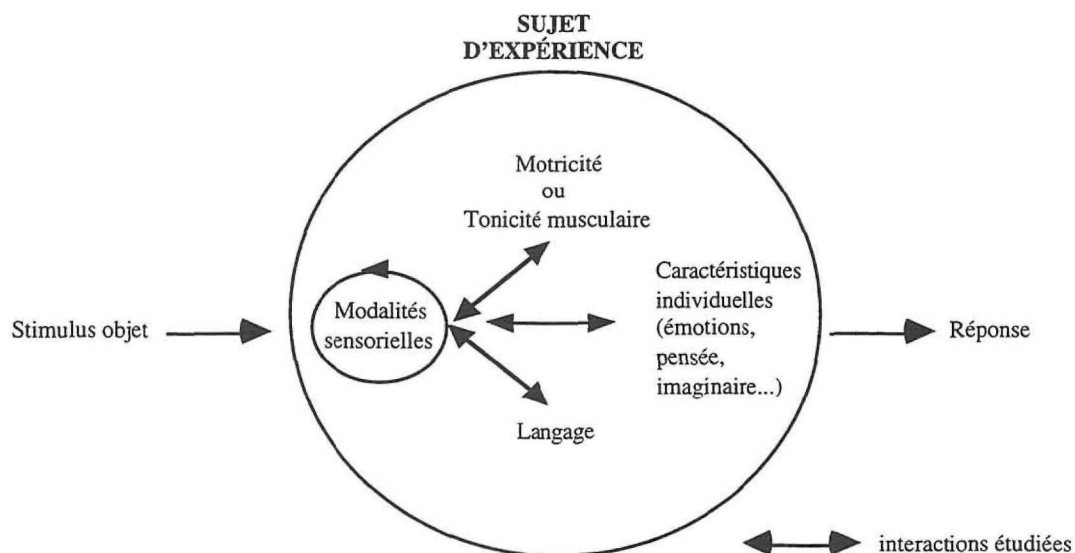 SUJET
D'EXPÉRIENCE
Motricité
ou
Tonicité musculaire
Stimulus objet
Modalités
sensorielles
Caractéristiques
individuelles
(émotions,
pensée,
imaginaire...)
Réponse
Langage
interactions étudiées